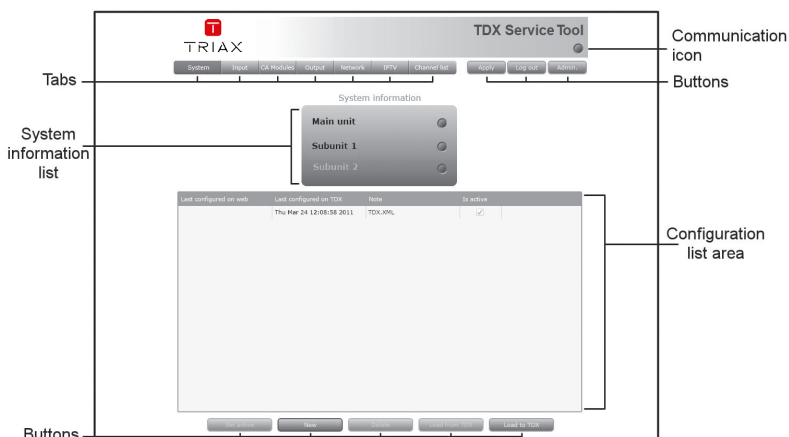 TRIAX
TDX Service Tool
Communication
icon
System Input CA Modules Output Network IPTV Channel list Apply Log out Admin.
Tabs
Buttons
System information
Main unit
Subunit 1
Subunit 2
System
information
list
Last configured on web Last configured on TDX Note Is active
Thu Mar 24 12:08:58 2011 TDX.XML
Configuration
list area
Set active New Delete Load from TDX Load to TDX
Buttons